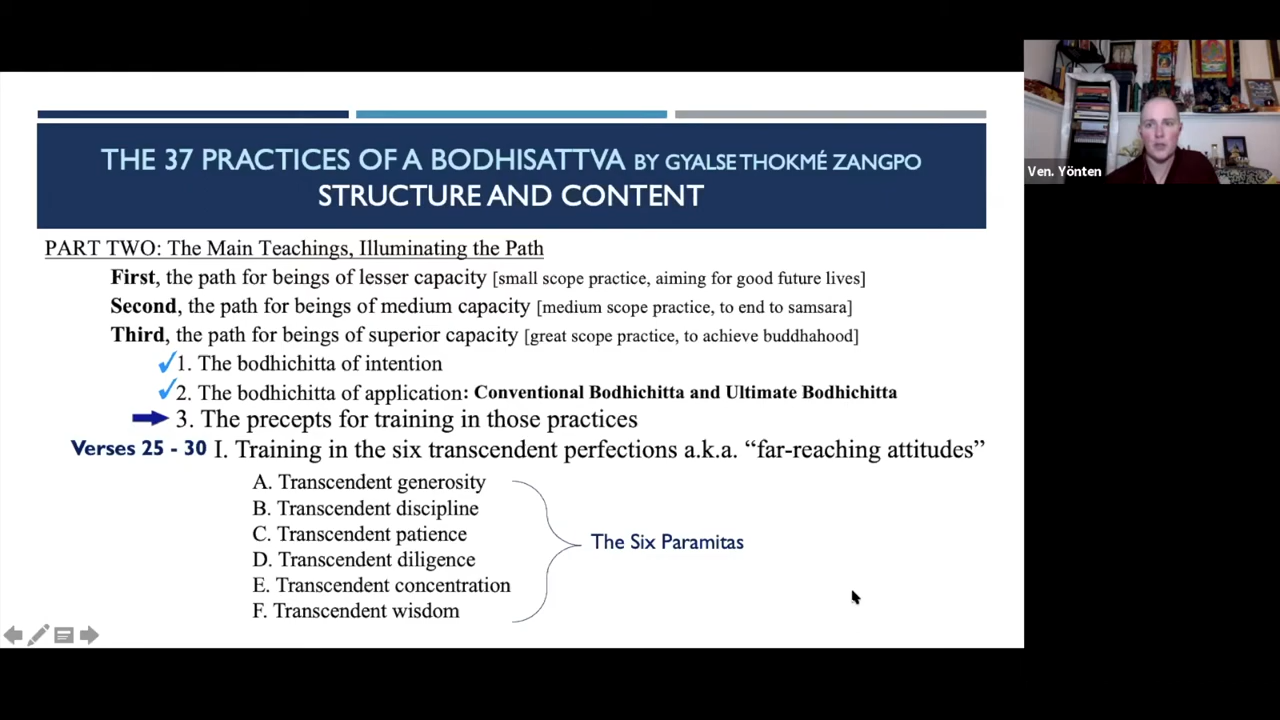 THE 37 PRACTICES OF A BODHISATTVA BY GYALSE THOKMÉ ZANGPO
STRUCTURE AND CONTENT
Ven. Yönten
PART TWO: The Main Teachings, Illuminating the Path
First, the path for beings of lesser capacity [small scope practice, aiming for good future lives]
Second, the path for beings of medium capacity [medium scope practice, to end to samsara]
Third, the path for beings of superior capacity [great scope practice, to achieve buddhahood]
✓1. The bodhichitta of intention
✓2. The bodhichitta of application: Conventional Bodhichitta and Ultimate Bodhichitta
3. The precepts for training in those practices
Verses 25 - 30 I. Training in the six transcendent perfections a.k.a. “far-reaching attitudes”
A. Transcendent generosity
B. Transcendent discipline
C. Transcendent patience
D. Transcendent diligence
E. Transcendent concentration
F. Transcendent wisdom
The Six Paramitas